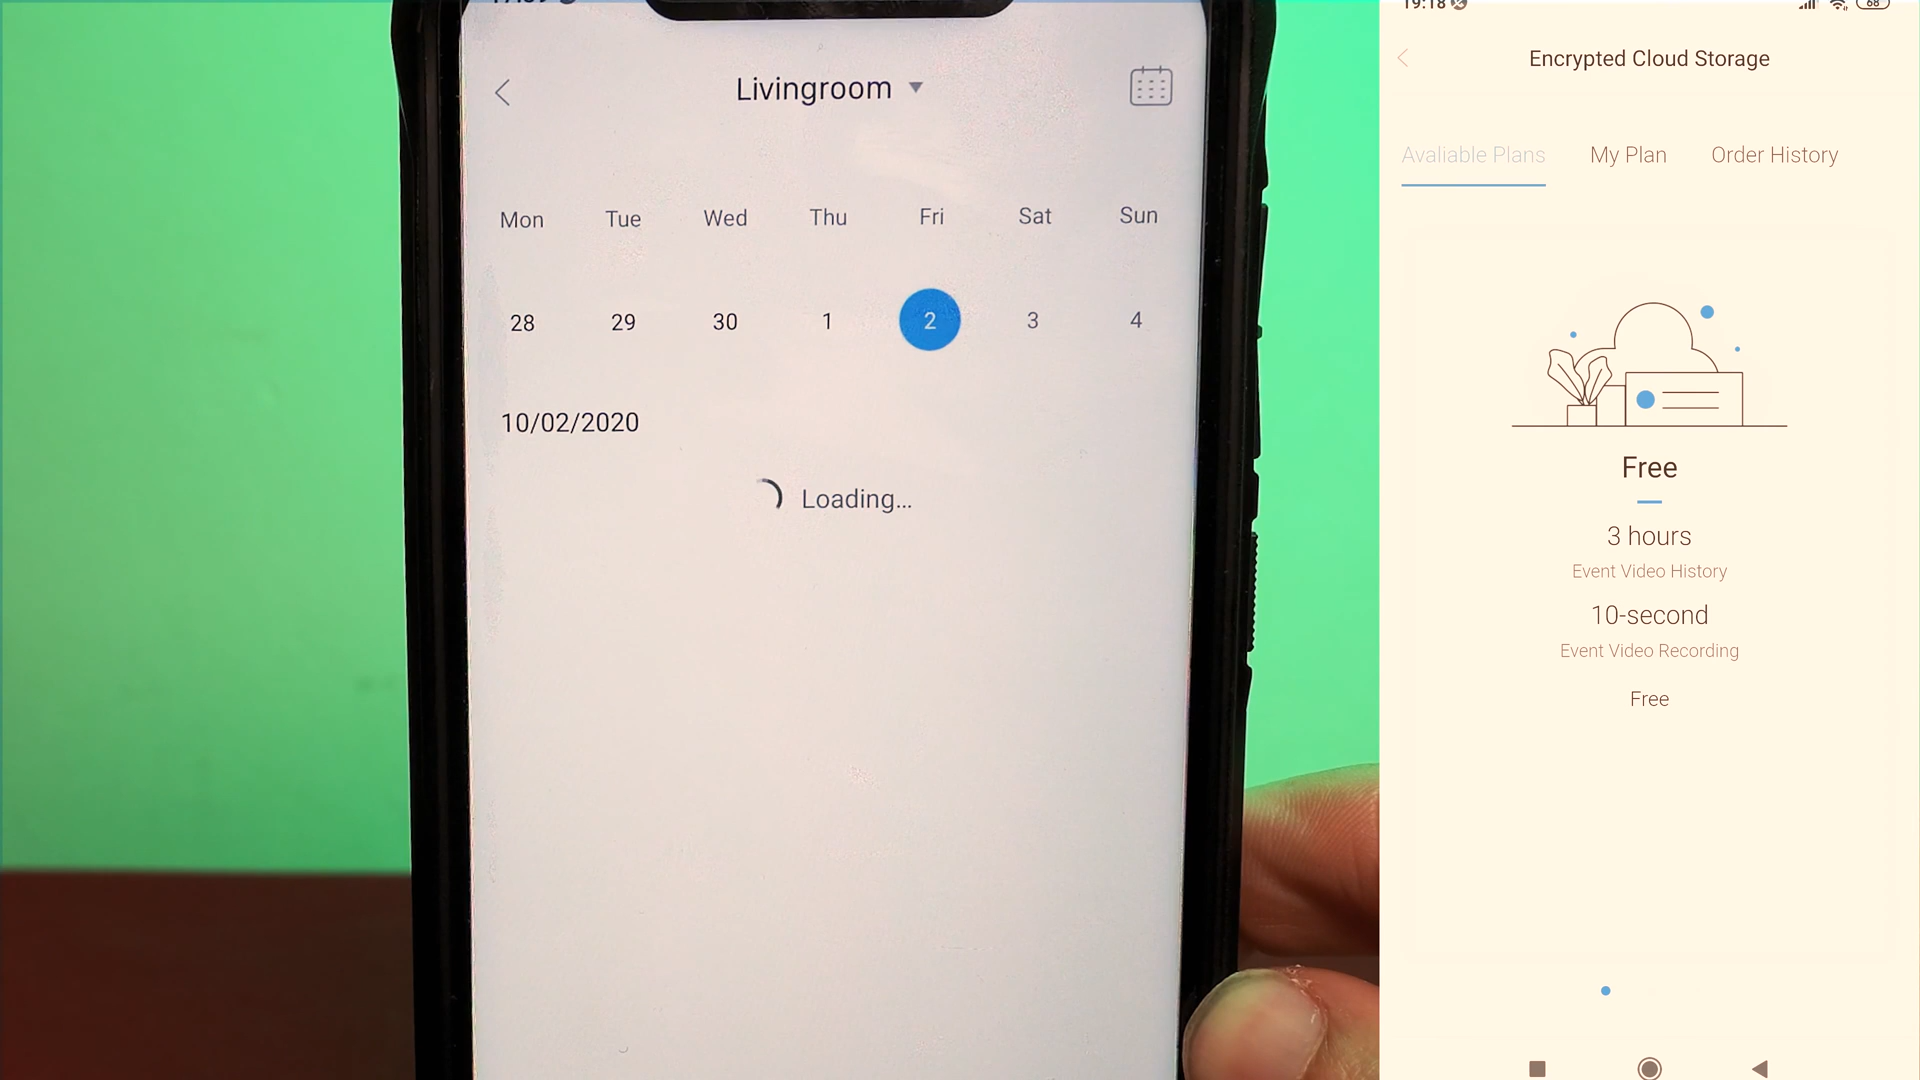 Livingroom
Mon Tue Wed Thu Fri Sat Sun
28 29 30 1 2 3 4
10/02/2020
Loading...
19:18
68
Encrypted Cloud Storage
Avaliable Plans My Plan Order History
Free
3 hours
Event Video History
10-second
Event Video Recording
Free